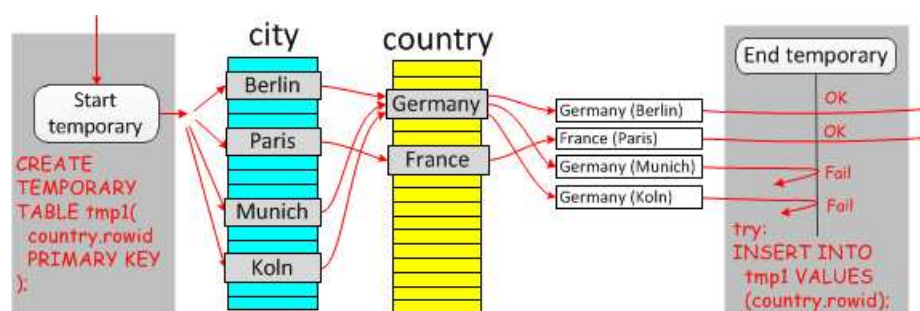 city
country
Start
temporary
CREATE
TEMPORARY
TABLE tmp1(
country.rowid
PRIMARY KEY
);
Berlin
Paris
Munich
Koln
Germany
France
Germany (Berlin)
France (Paris)
Germany (Munich)
Germany (Koln)
End temporary
OK
OK
Fail
Fail
try:
INSERT INTO
tmp1 VALUES
(country.rowid);